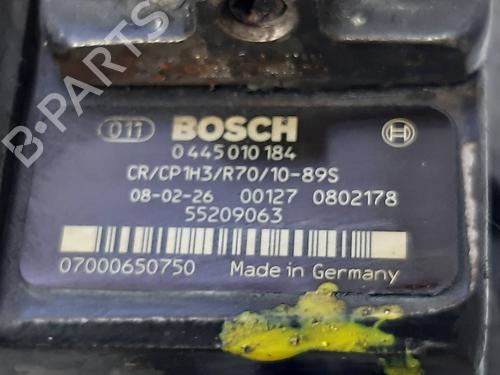 011 BOSCH
0 445 010 184
CR/CP1H3/R70/10-89S
08-02-26 00127 0802178
55209063
07000650750 Made in Germany